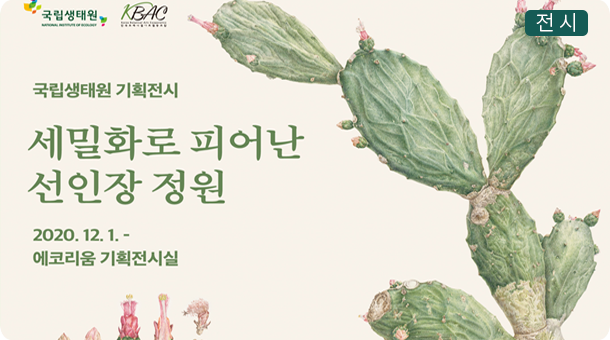 국립생태원
NATIONAL INSTITUTE OF ECOLOGY
KBAC
전시
국립생태원 기획전시
세밀화로 피어난
선인장 정원
2020. 12. 1. -
에코리움 기획전시실